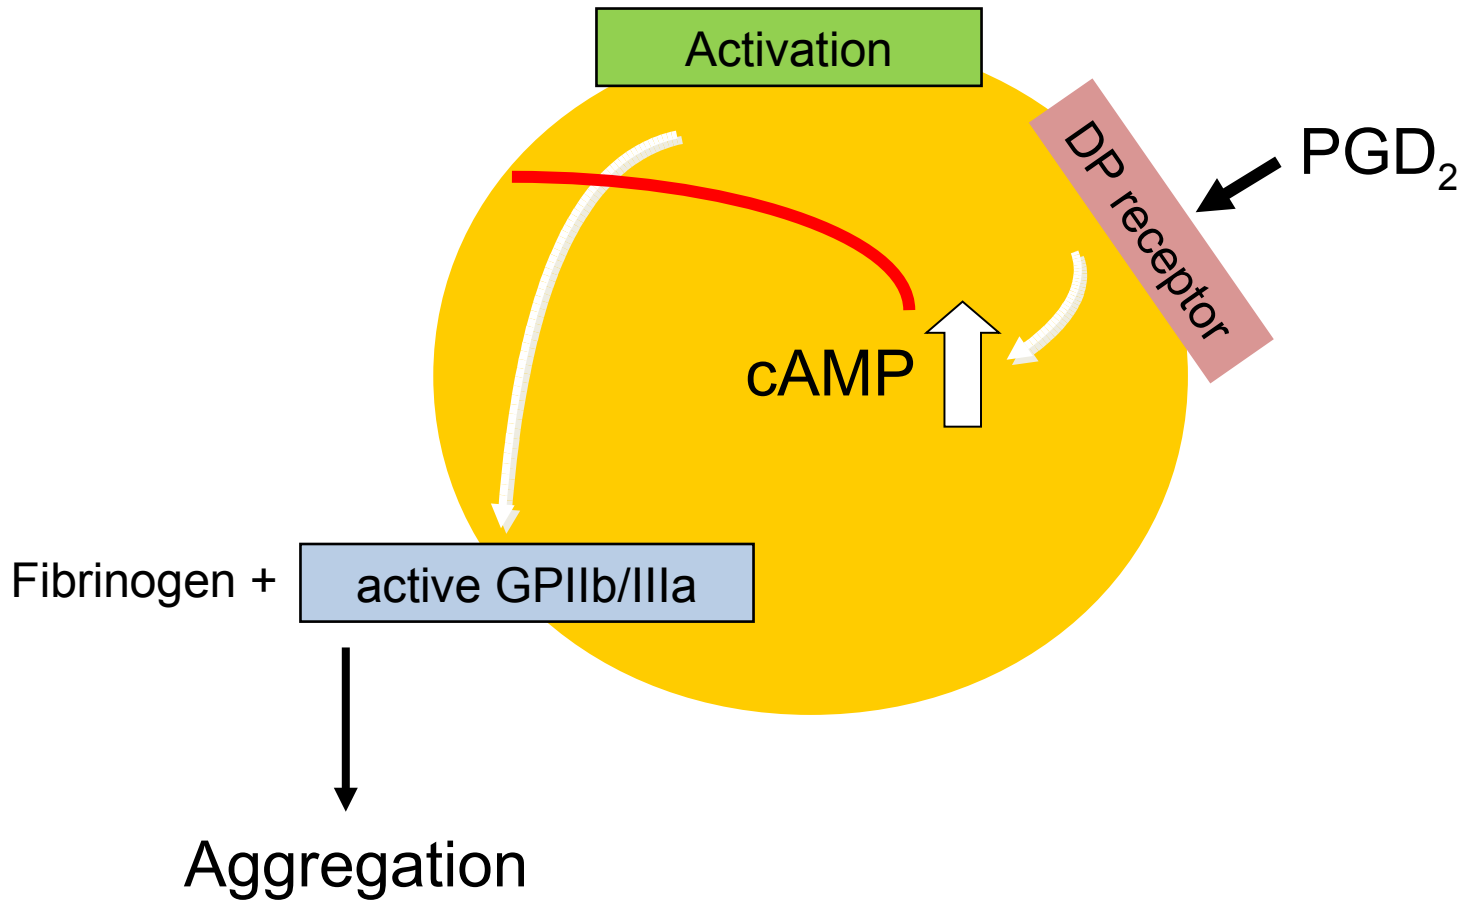 Activation
DP receptor
PGD₂
cAMP
Fibrinogen +
active GPIIb/IIIa
Aggregation